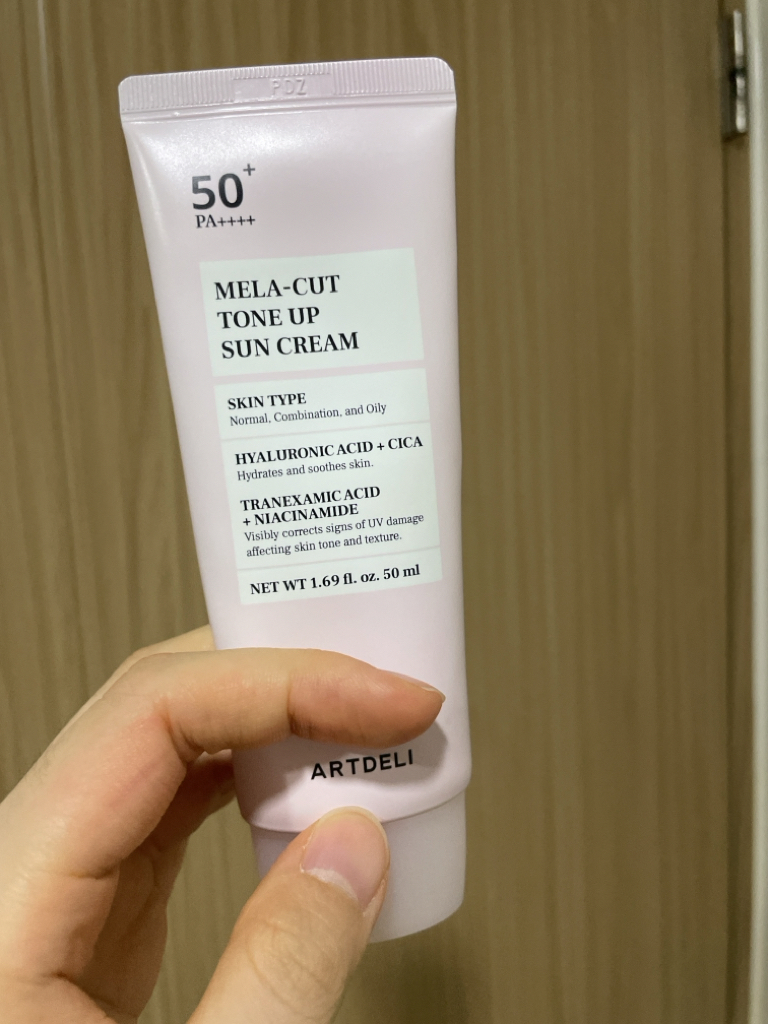 PDZ
50+
PA++++
MELA-CUT
TONE UP
SUN CREAM
SKIN TYPE
Normal, Combination, and Oily
HYALURONIC ACID + CICA
Hydrates and soothes skin.
TRANEXAMIC ACID
+ NIACINAMIDE
Visibly corrects signs of UV damage
affecting skin tone and texture.
NET WT 1.69 fl. oz. 50 ml
ARTDELI